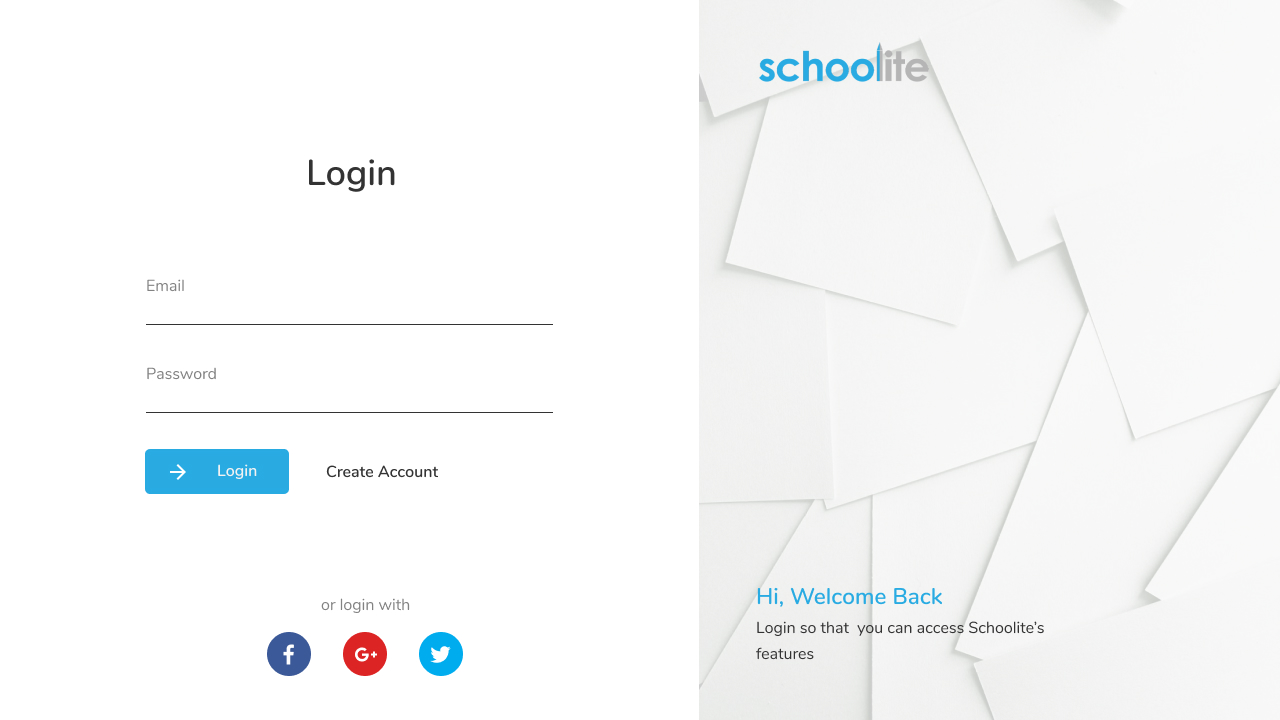 Login
Email
Password
Login
Create Account
or login with
G+
schoolite
Hi, Welcome Back
Login so that  you can access Schoolite's
features